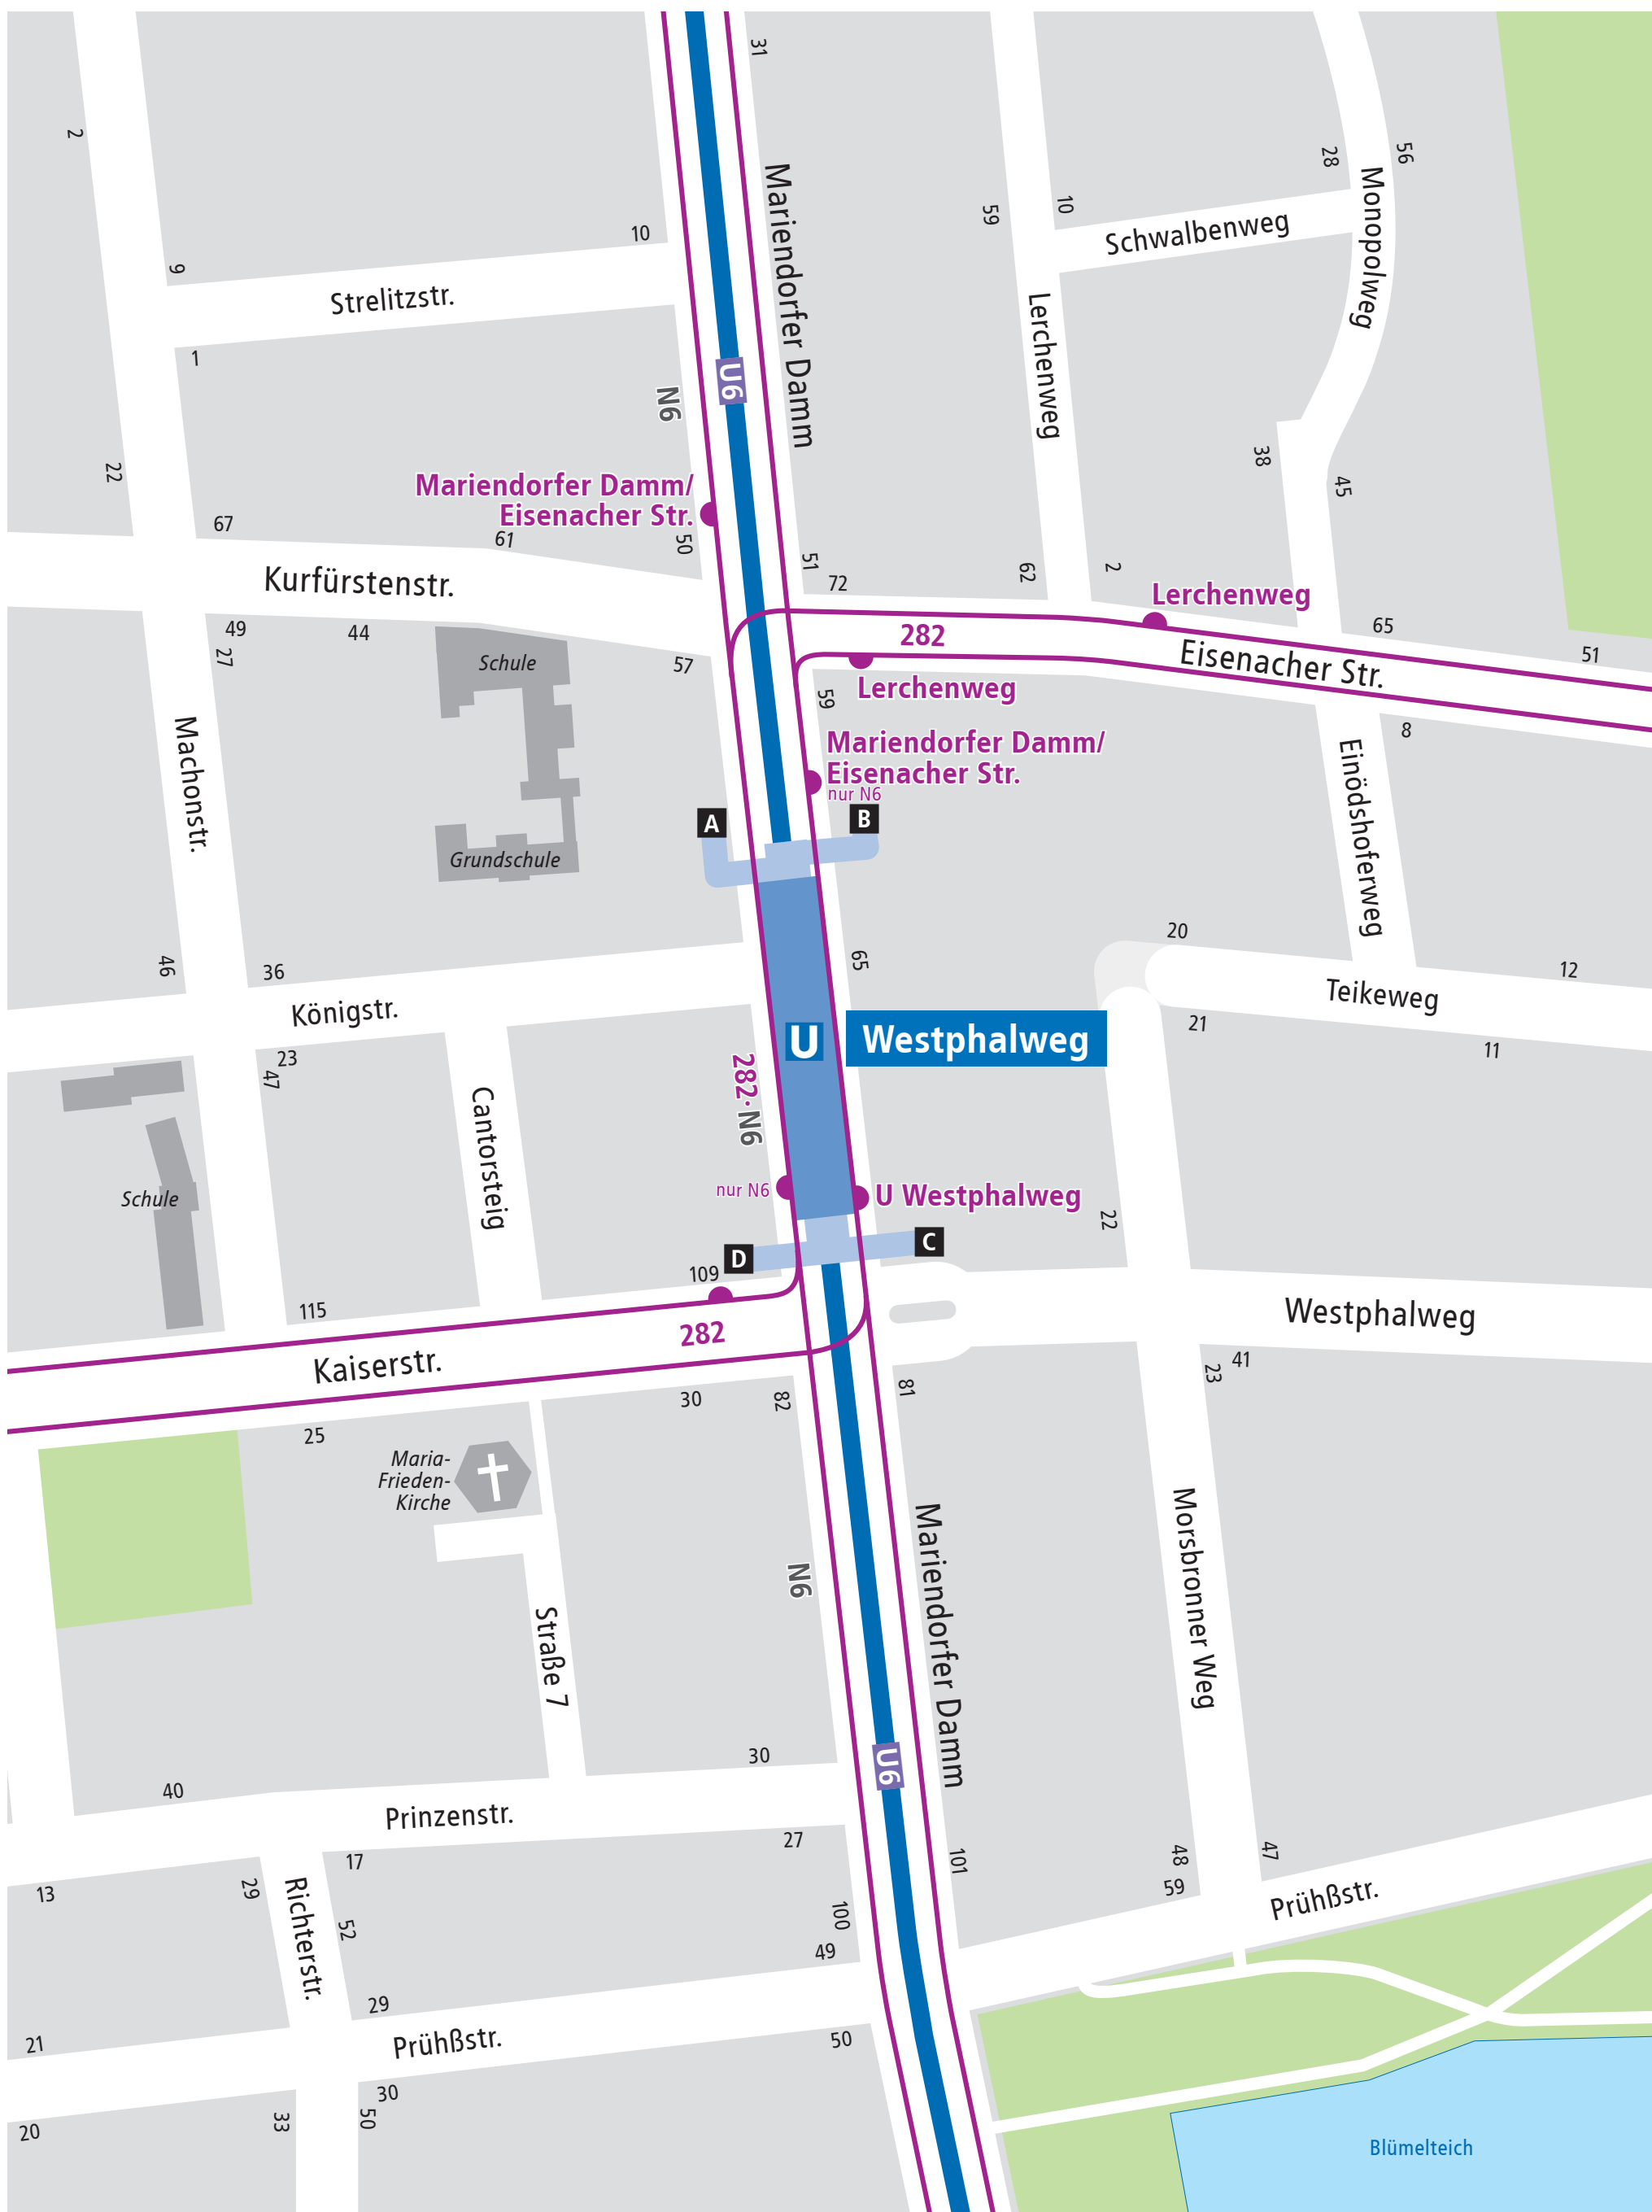 31
2
28
56
Mariendorfer Damm
59
10
Schwalbenweg
Monopolweg
10
9
Strelitzstr.
1
U6
N6
Lerchenweg
22
38
45
Mariendorfer Damm/
Eisenacher Str.
67
61
50
51
72
62
2
Kurfürstenstr.
Lerchenweg
49
44
27
282
65
Schule
57
Eisenacher Str.
51
Lerchenweg
59
8
Machonstr.
Mariendorfer Damm/
Eisenacher Str.
nur N6
Einödshoferweg
A
B
Grundschule
46
36
65
20
12
Königstr.
Teikeweg
21
11
23
47
U
Westphalweg
282·N6
Cantorsteig
Schule
nur N6
U Westphalweg
22
D
C
109
115
282
Westphalweg
Kaiserstr.
23
41
30
82
81
25
Maria-
Frieden-
Kirche
N6
Mariendorfer Damm
Morsbronner Weg
Straße 7
30
U6
40
Prinzenstr.
27
17
13
29
Richterstr.
52
101
48
47
59
Prühßstr.
100
49
29
21
Prühßstr.
50
30
20
33
50
Blümelteich